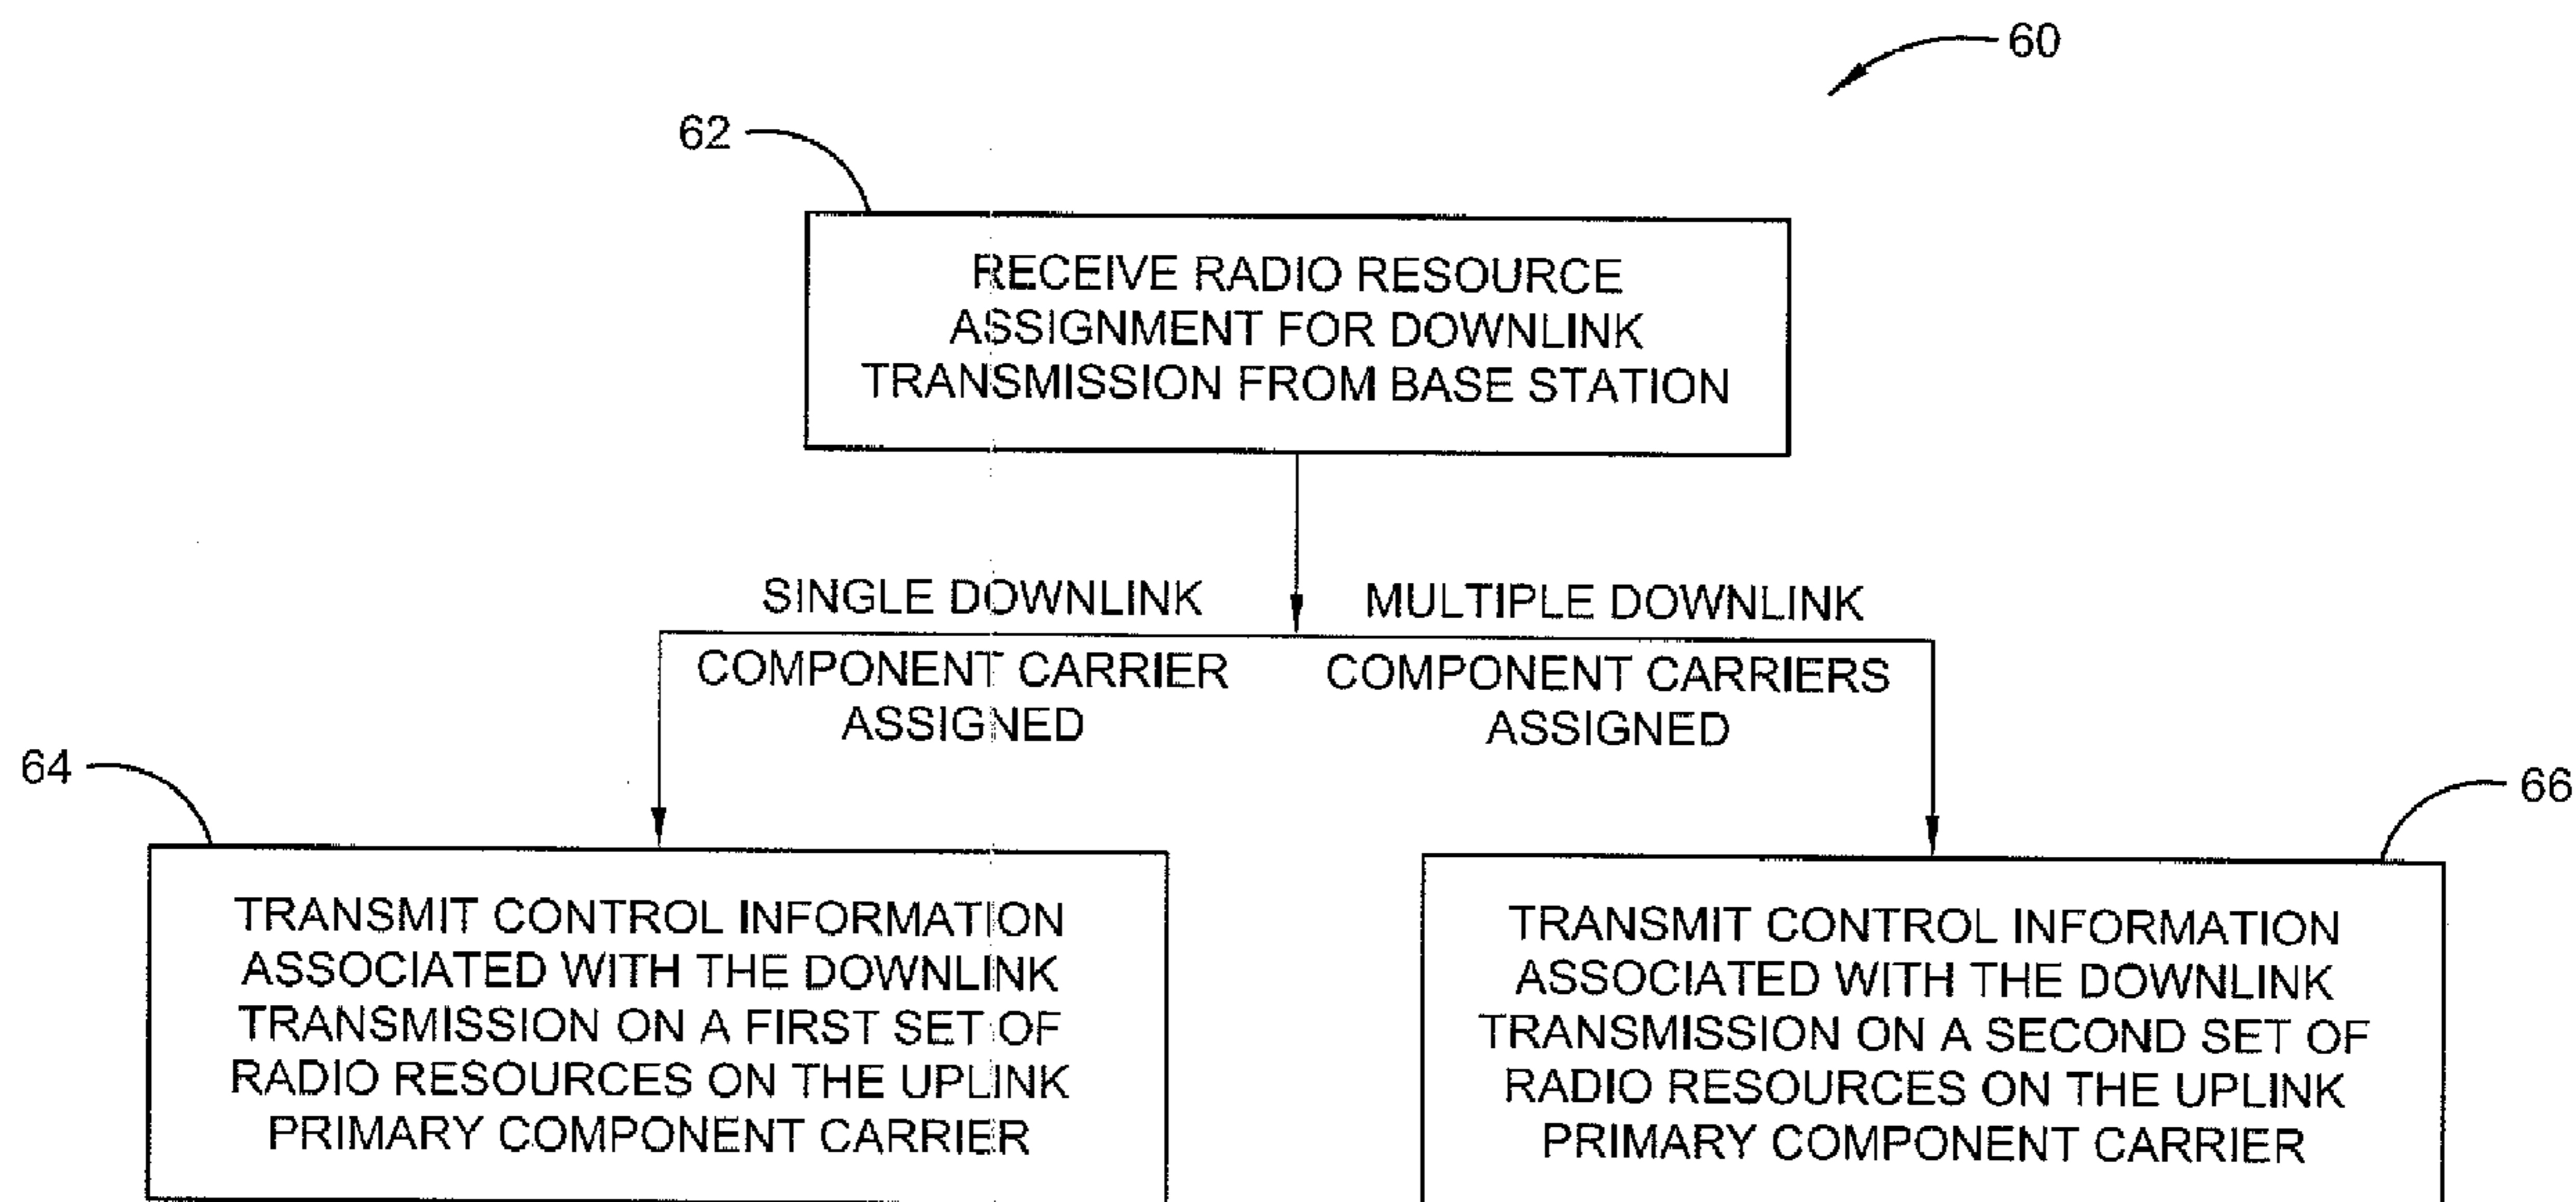 60
62
RECEIVE RADIO RESOURCE
ASSIGNMENT FOR DOWNLINK
TRANSMISSION FROM BASE STATION
SINGLE DOWNLINK
COMPONENT CARRIER
ASSIGNED
MULTIPLE DOWNLINK
COMPONENT CARRIERS
ASSIGNED
64
TRANSMIT CONTROL INFORMATION
ASSOCIATED WITH THE DOWNLINK
TRANSMISSION ON A FIRST SET OF
RADIO RESOURCES ON THE UPLINK
PRIMARY COMPONENT CARRIER
66
TRANSMIT CONTROL INFORMATION
ASSOCIATED WITH THE DOWNLINK
TRANSMISSION ON A SECOND SET OF
RADIO RESOURCES ON THE UPLINK
PRIMARY COMPONENT CARRIER